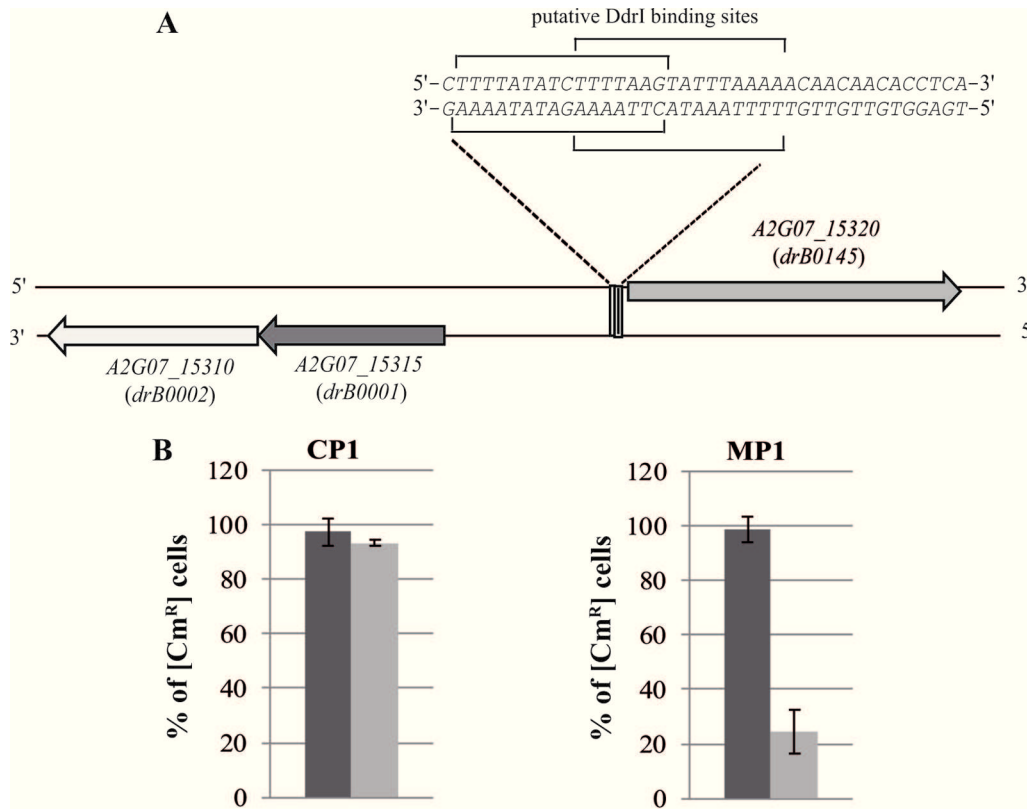 A
putative DdrI binding sites
5'-CTTTTATATCTTTTAAGTATTTAAAAACAACAACACCTCA-3'
3'-GAAAATATAGAAAATTCATAAATTTTTGTTGTTGTGGAGT-5'
A2G07_15320
(drB0145)
5' 3
3' 5
A2G07_15310 A2G07_15315
(drB0002) (drB0001)
B
CP1
% of [Cm^R] cells
120
100
80
60
40
20
0
MP1
% of [Cm^R] cells
120
100
80
60
40
20
0